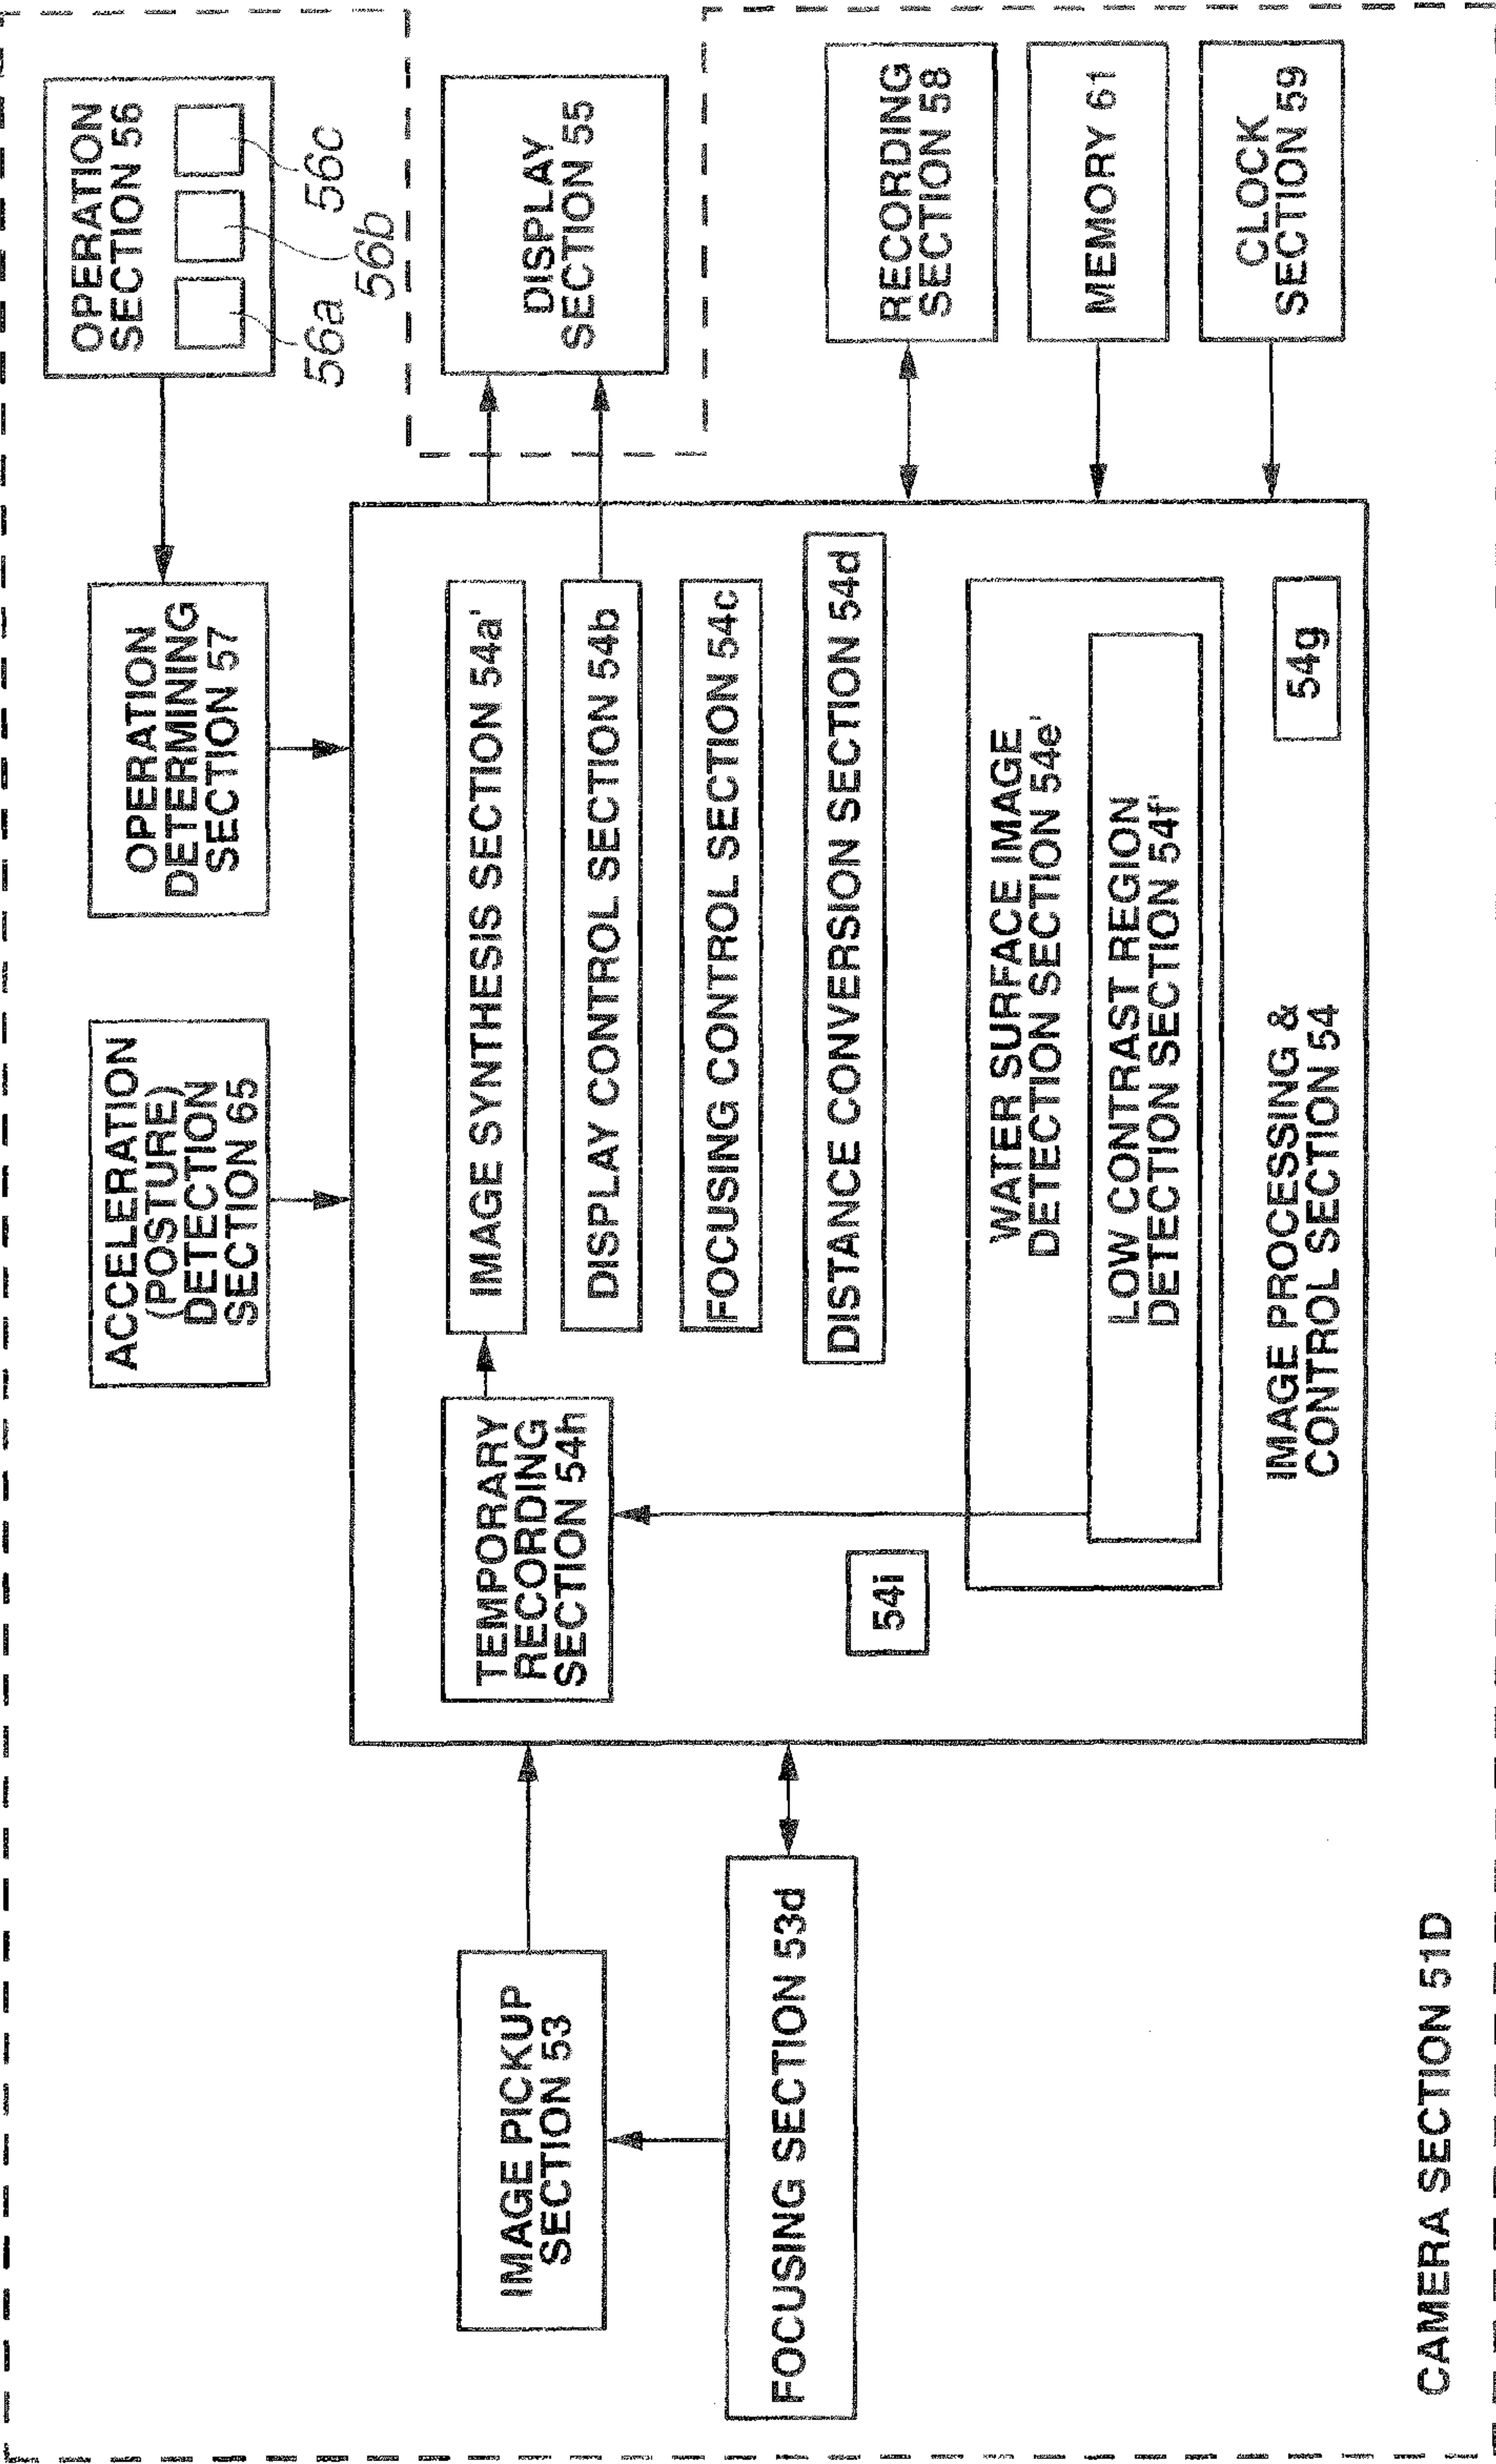 ACCELERATION
(POSTURE)
DETECTION
SECTION 65
OPERATION
DETERMINING
SECTION 57
OPERATION
SECTION 56
56a
56b
56c
IMAGE PICKUP
SECTION 53
FOCUSING SECTION 53d
TEMPORARY
RECORDING
SECTION 54h
IMAGE SYNTHESIS SECTION 54a'
DISPLAY CONTROL SECTION 54b
FOCUSING CONTROL SECTION 54c
DISTANCE CONVERSION SECTION 54d
54i
WATER SURFACE IMAGE
DETECTION SECTION 54e'
LOW CONTRAST REGION
DETECTION SECTION 54f'
54g
IMAGE PROCESSING &
CONTROL SECTION 54
DISPLAY
SECTION 55
RECORDING
SECTION 58
MEMORY 61
CLOCK
SECTION 59
CAMERA SECTION 51D